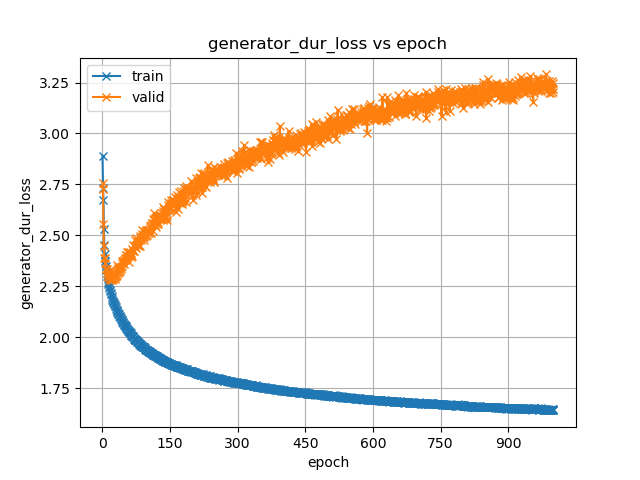 generator_dur_loss vs epoch
train
valid
generator_dur_loss
3.25
3.00
2.75
2.50
2.25
2.00
1.75
0 150 300 450 600 750 900
epoch